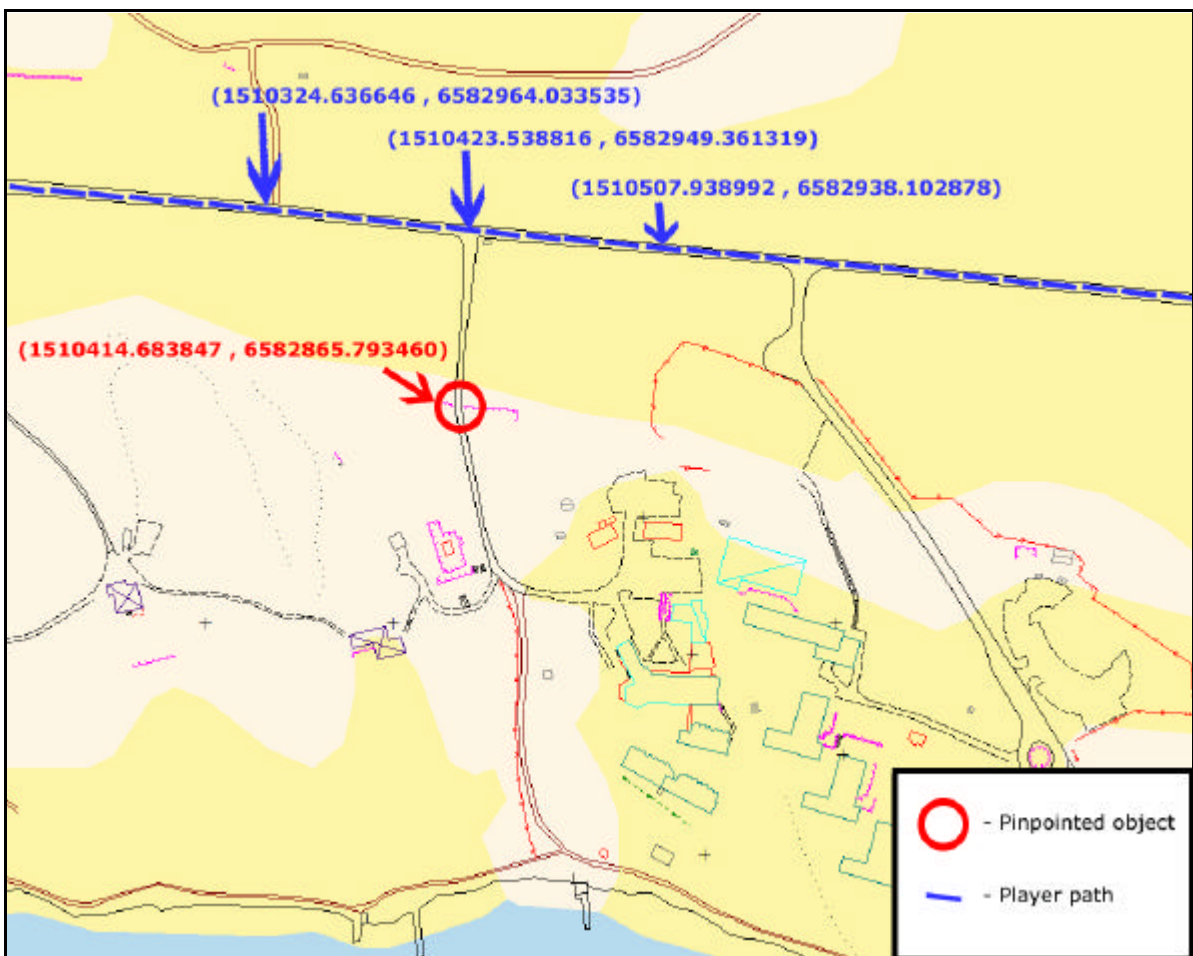 (1510324.636646 , 6582964.033535)
(1510423.538816 , 6582949.361319)
(1510507.938992 , 6582938.102878)
(1510414.683847 , 6582865.793460)
- Pinpointed object
- Player path